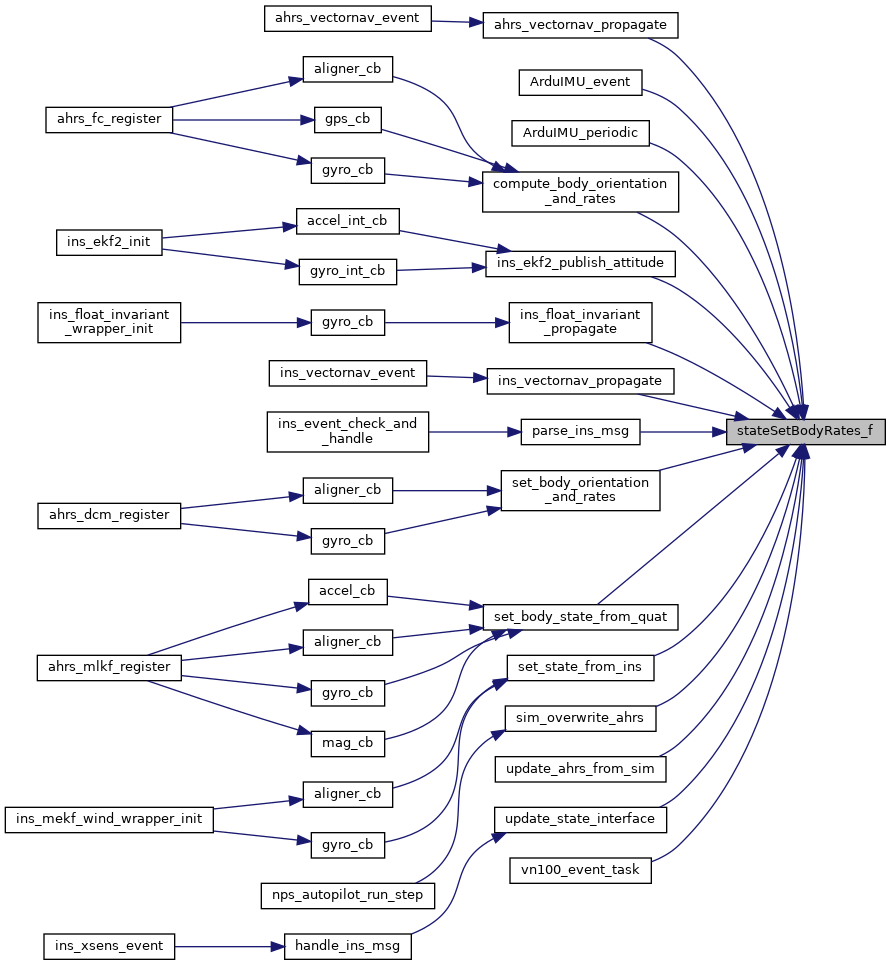 ahrs_vectornav_event
ahrs_vectornav_propagate
aligner_cb
ArduIMU_event
ahrs_fc_register
gps_cb
ArduIMU_periodic
gyro_cb
compute_body_orientation
_and_rates
accel_int_cb
ins_ekf2_init
gyro_int_cb
ins_ekf2_publish_attitude
ins_float_invariant
_wrapper_init
gyro_cb
ins_float_invariant
_propagate
ins_vectornav_event
ins_vectornav_propagate
ins_event_check_and
_handle
parse_ins_msg
stateSetBodyRates_f
aligner_cb
set_body_orientation
_and_rates
ahrs_dcm_register
gyro_cb
accel_cb
set_body_state_from_quat
aligner_cb
ahrs_mlkf_register
set_state_from_ins
gyro_cb
sim_overwrite_ahrs
mag_cb
update_ahrs_from_sim
aligner_cb
ins_mekf_wind_wrapper_init
update_state_interface
gyro_cb
vn100_event_task
nps_autopilot_run_step
ins_xsens_event
handle_ins_msg